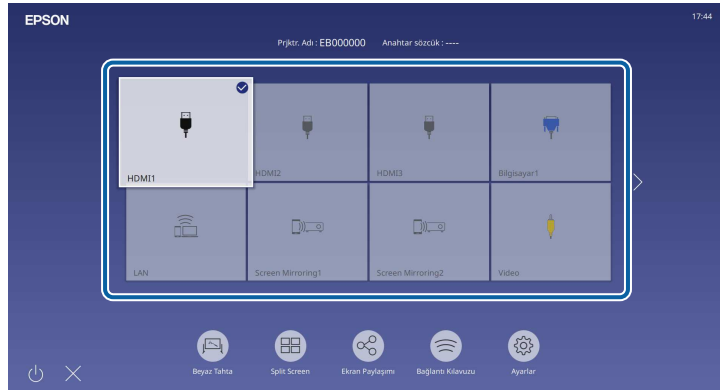 EPSON
17:44
Prjktr. Adı : EB000000 Anahtar sözcük : ----
HDMI1
HDMI2
HDMI3
Bilgisayar1
LAN
Screen Mirroring1
Screen Mirroring2
Video
Beyaz Tahta
Split Screen
Ekran Paylaşımı
Bağlantı Kılavuzu
Ayarlar